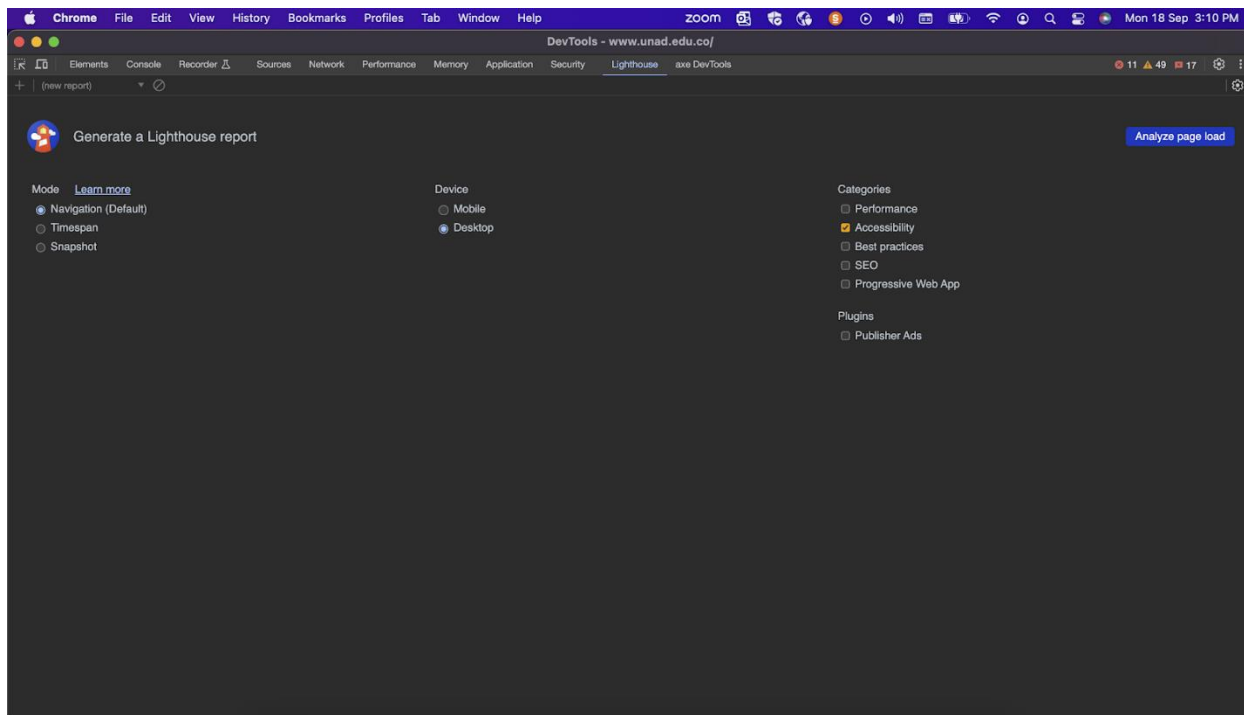 Chrome File Edit View History Bookmarks Profiles Tab Window Help zoom Mon 18 Sep 3:10 PM
DevTools - www.unad.edu.co/
Elements Console Recorder Sources Network Performance Memory Application Security Lighthouse axe DevTools 11 49 17
(new report)
Generate a Lighthouse report
Analyze page load
Mode Learn more
Navigation (Default)
Timespan
Snapshot
Device
Mobile
Desktop
Categories
Performance
Accessibility
Best practices
SEO
Progressive Web App
Plugins
Publisher Ads